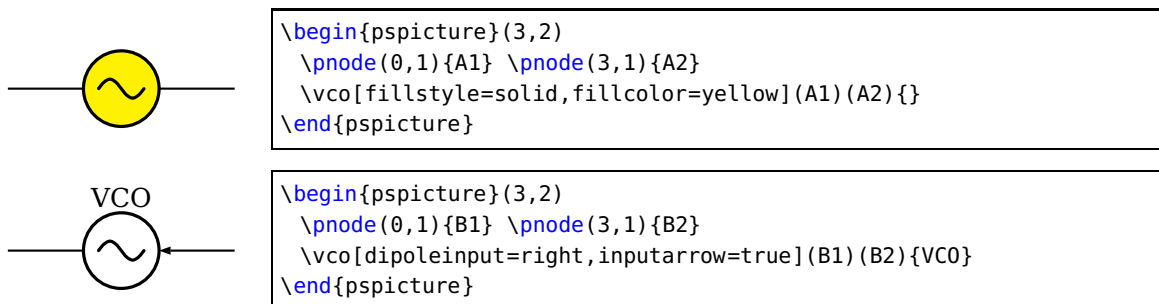 \begin{pspicture}(3,2)
\pnode(0,1){A1} \pnode(3,1){A2}
\vco[fillstyle=solid,fillcolor=yellow](A1)(A2){}
\end{pspicture}
VCO
\begin{pspicture}(3,2)
\pnode(0,1){B1} \pnode(3,1){B2}
\vco[dipoleinput=right,inputarrow=true](B1)(B2){VCO}
\end{pspicture}